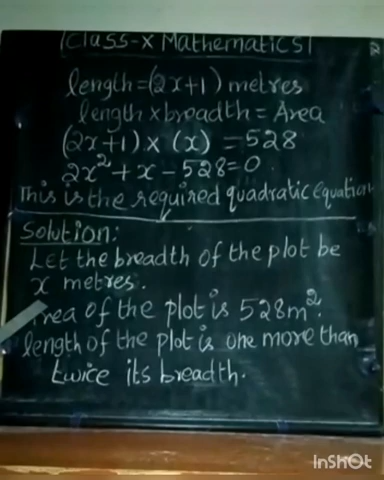 Class-X Mathematics
length=(2x+1) metres
length x breadth = Area
(2x+1) x (x) = 528
2x²+x-528=0
This is the required quadratic equation
Solution:
Let the breadth of the plot be
x metres.
Area of the plot is 528m².
length of the plot is one more than
twice its breadth.
InShOt